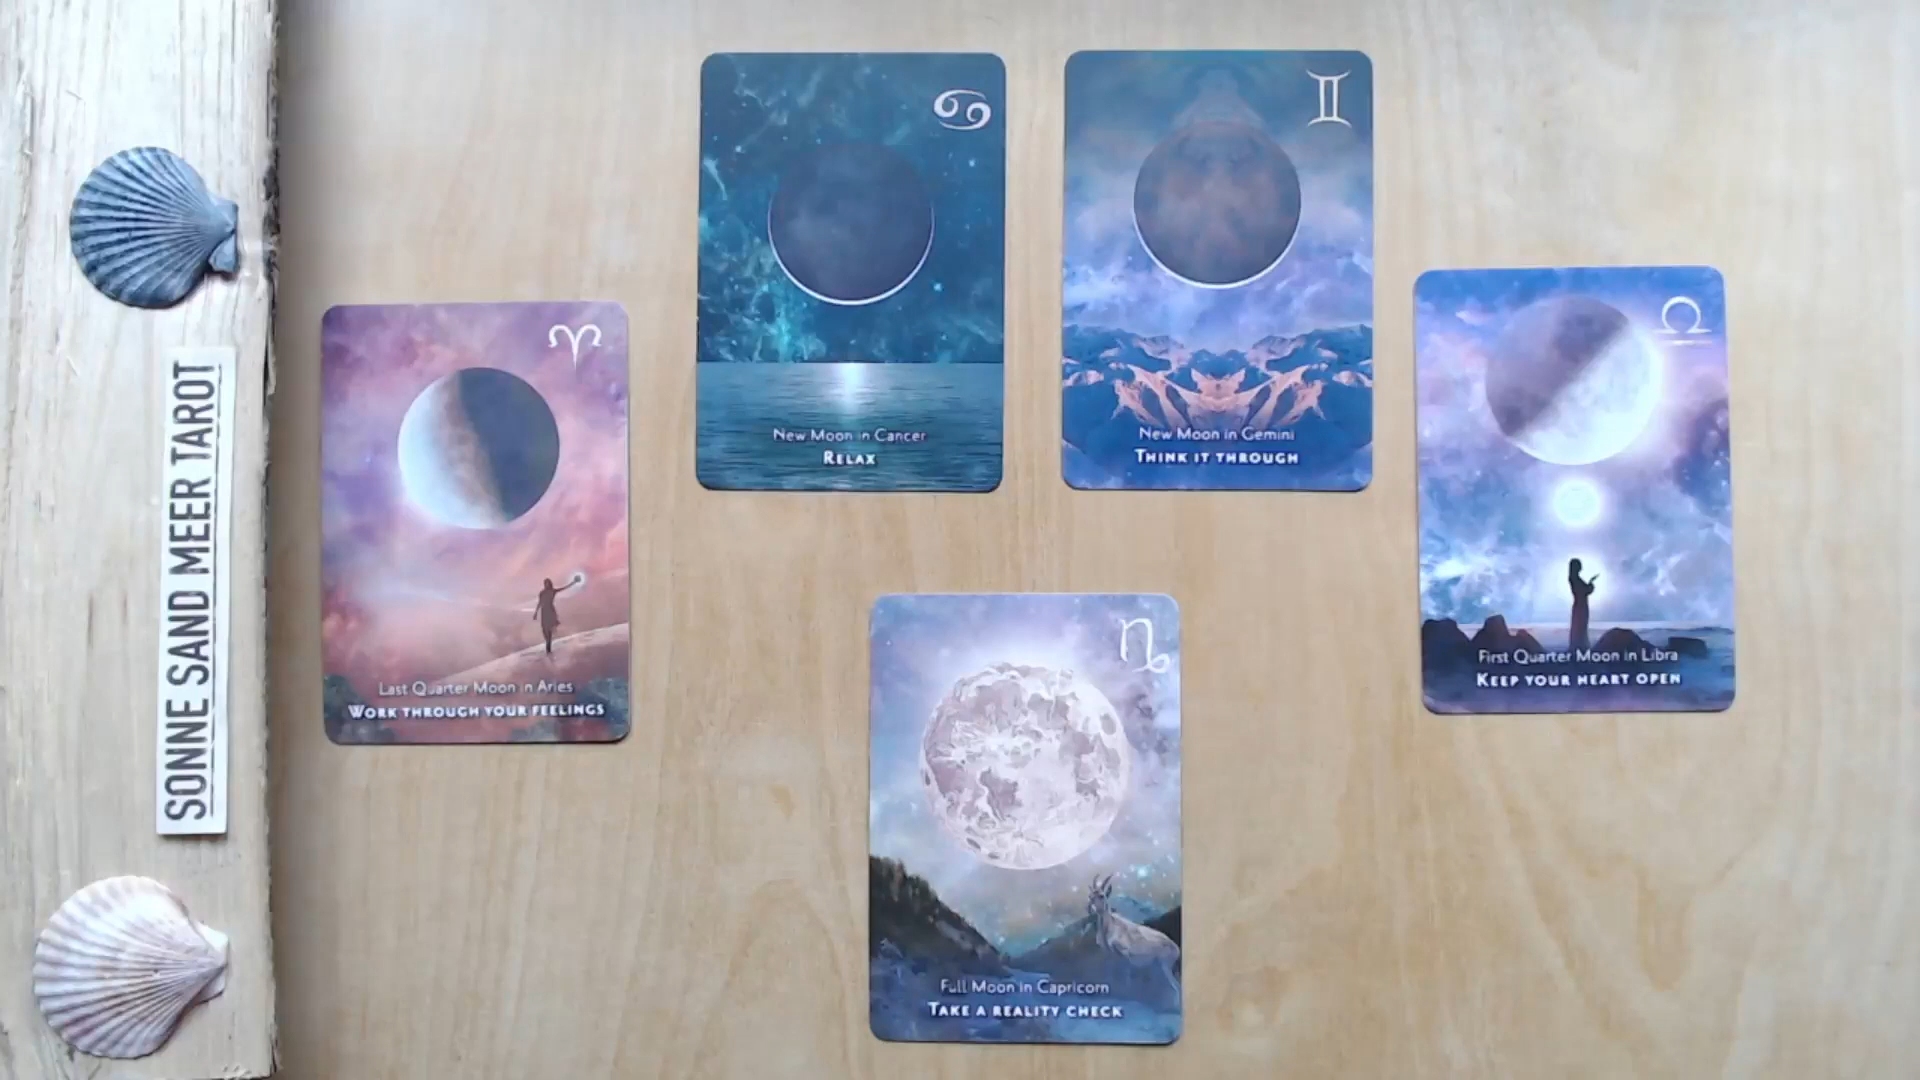 SONNE SAND MEER TAROT
Last Quarter Moon in Aries
WORK THROUGH YOUR FEELINGS
New Moon in Cancer
RELAX
New Moon in Gemini
THINK IT THROUGH
First Quarter Moon in Libra
KEEP YOUR HEART OPEN
Full Moon in Capricorn
TAKE A REALITY CHECK